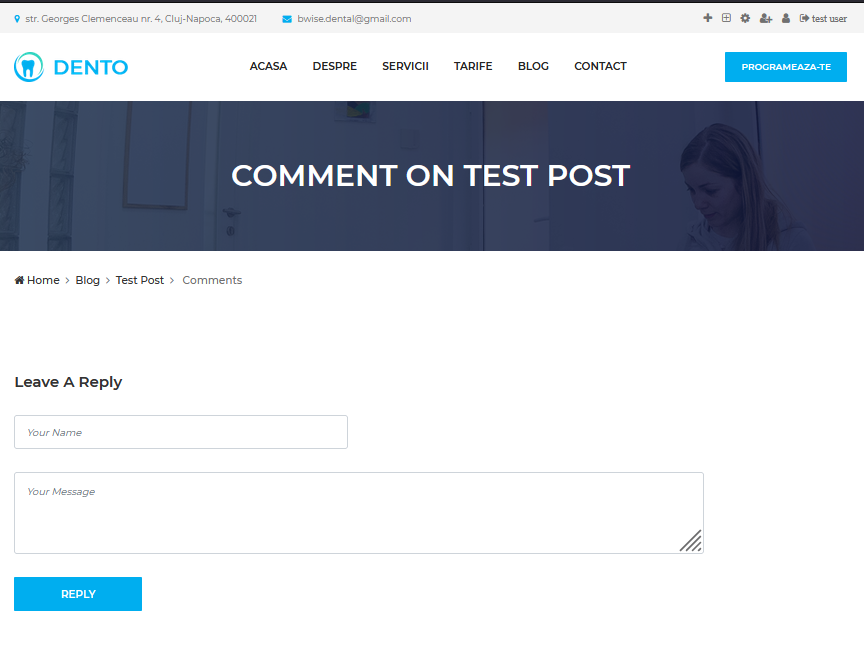 str. Georges Clemenceau nr. 4, Cluj-Napoca, 400021 bwise.dental@gmail.com test user
DENTO ACASA DESPRE SERVICII TARIFE BLOG CONTACT PROGRAMEAZA-TE
COMMENT ON TEST POST
Home > Blog > Test Post > Comments
Leave A Reply
Your Name
Your Message
REPLY